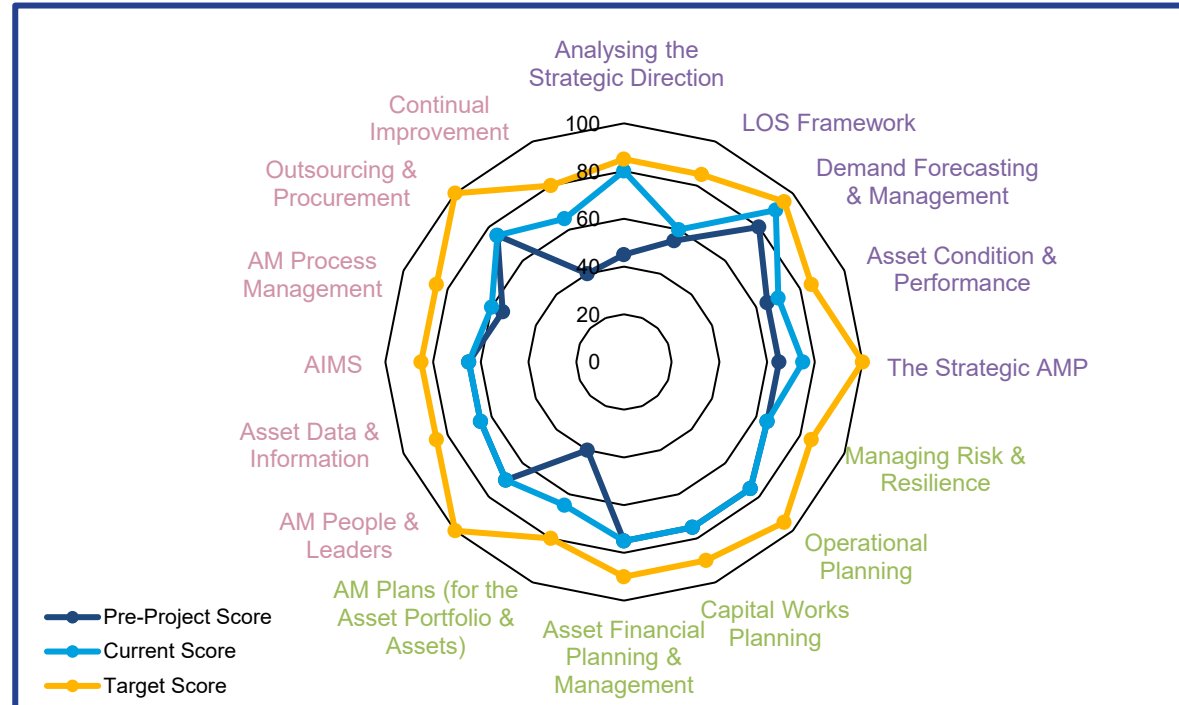 Analysing the
Strategic Direction
LOS Framework
Demand Forecasting
& Management
Asset Condition &
Performance
The Strategic AMP
Managing Risk &
Resilience
Operational
Planning
Capital Works
Planning
Asset Financial
Planning &
Management
AM Plans (for the
Asset Portfolio &
Assets)
AM People &
Leaders
Asset Data &
Information
AIMS
AM Process
Management
Outsourcing &
Procurement
Continual
Improvement
100
80
60
40
20
0
Pre-Project Score
Current Score
Target Score